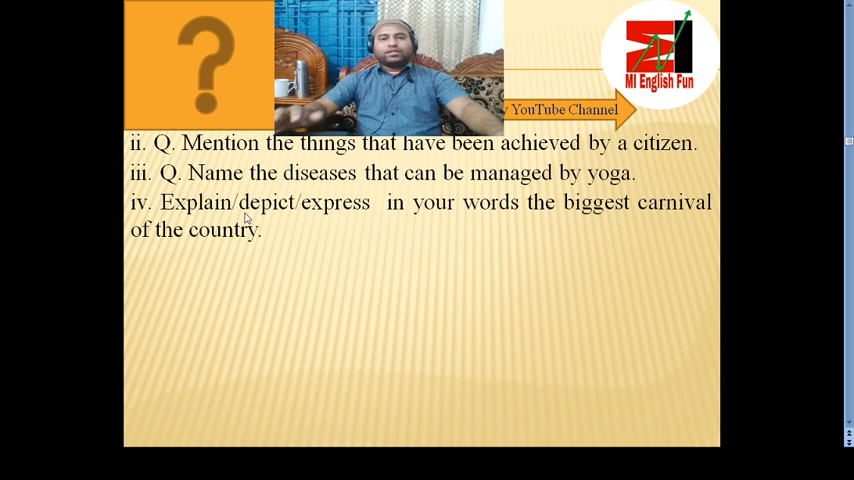 ?
MI English Fun
YouTube Channel
ii. Q. Mention the things that have been achieved by a citizen.
iii. Q. Name the diseases that can be managed by yoga.
iv. Explain/depict/express in your words the biggest carnival
of the country.